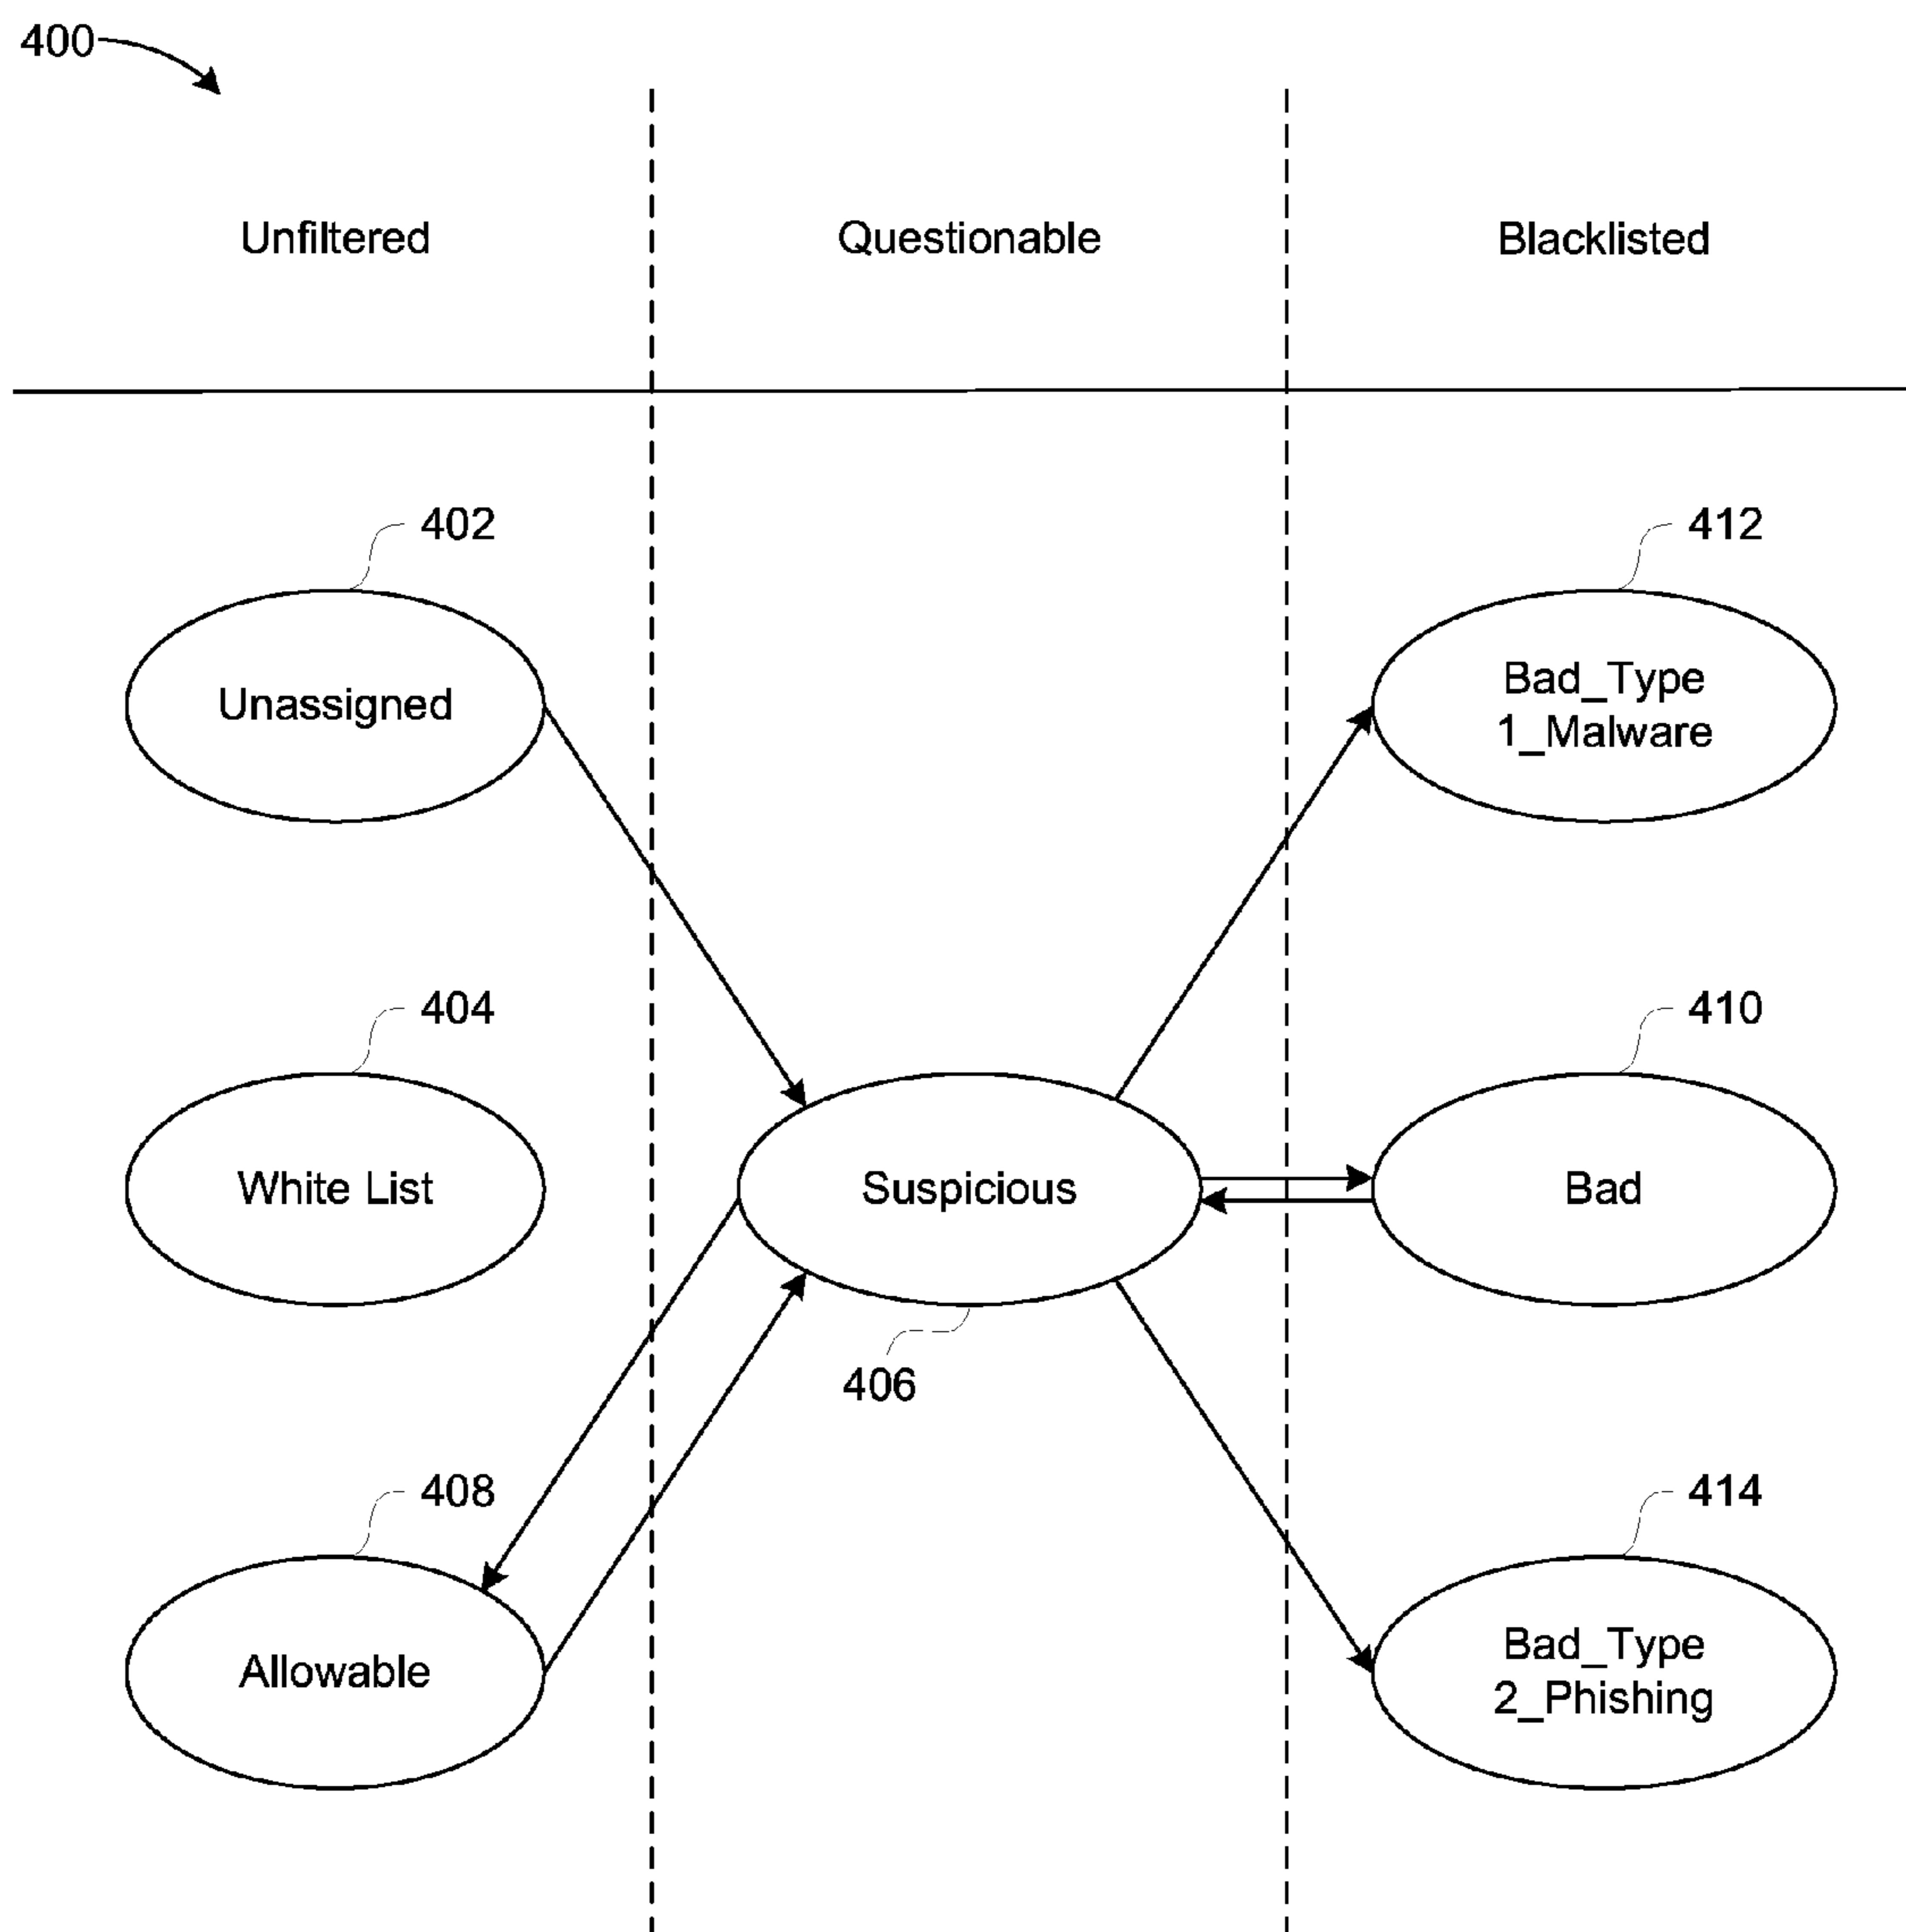 400
Unfiltered
Questionable
Blacklisted
402
412
Unassigned
Bad_Type
1_Malware
404
410
White List
Suspicious
Bad
406
408
414
Allowable
Bad_Type
2_Phishing